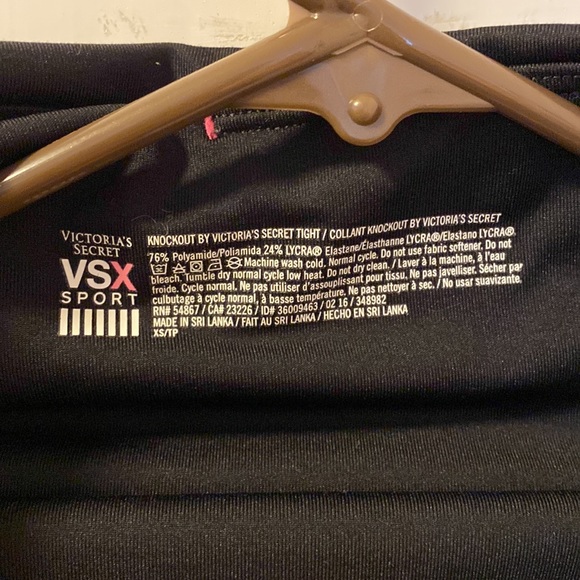 VICTORIA'S
SECRET
VSX
SPORT
KNOCKOUT BY VICTORIA'S SECRET TIGHT / COLLANT KNOCKOUT BY VICTORIA'S SECRET
76% Polyamide/Poliamida 24% LYCRA® Elastane/Élasthanne LYCRA®/Elastano LYCRA®.
Machine wash cold. Normal cycle. Do not use fabric softener. Do not
bleach. Tumble dry normal cycle low heat. Do not dry clean. / Laver à la machine, à l'eau
froide. Cycle normal. Ne pas utiliser d'assouplissant pour tissu. Ne pas javelliser. Sécher par
culbutage à cycle normal, à basse température. Ne pas nettoyer à sec. / No usar suavizante.
RN# 54867 / CA# 23226 / ID# 36009463 / 02 16 / 348982
MADE IN SRI LANKA / FAIT AU SRI LANKA / HECHO EN SRI LANKA
XS/TP